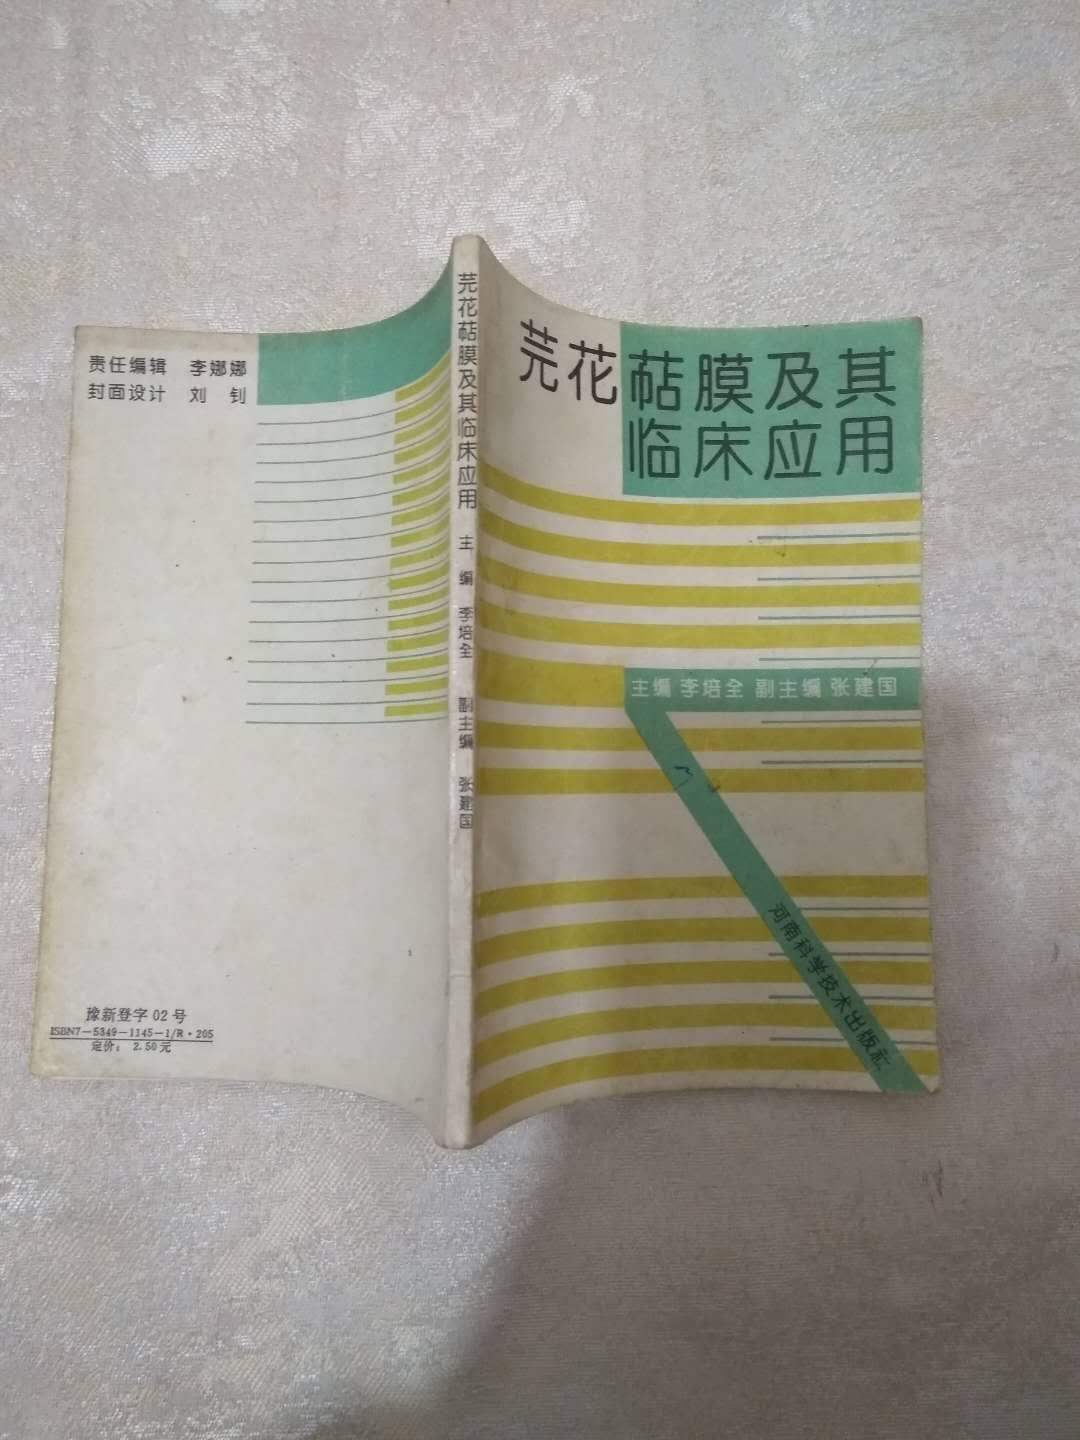 责任编辑 李娜娜
封面设计 刘 钊
豫新登字02号
ISBN7-5349-1145-1/R·205
定价: 2.50元
芫花萜膜及其临床应用 主 编 李培全 副主编 张建国
芫花萜膜及其
临床应用
主编 李培全 副主编 张建国
河南科学技术出版社